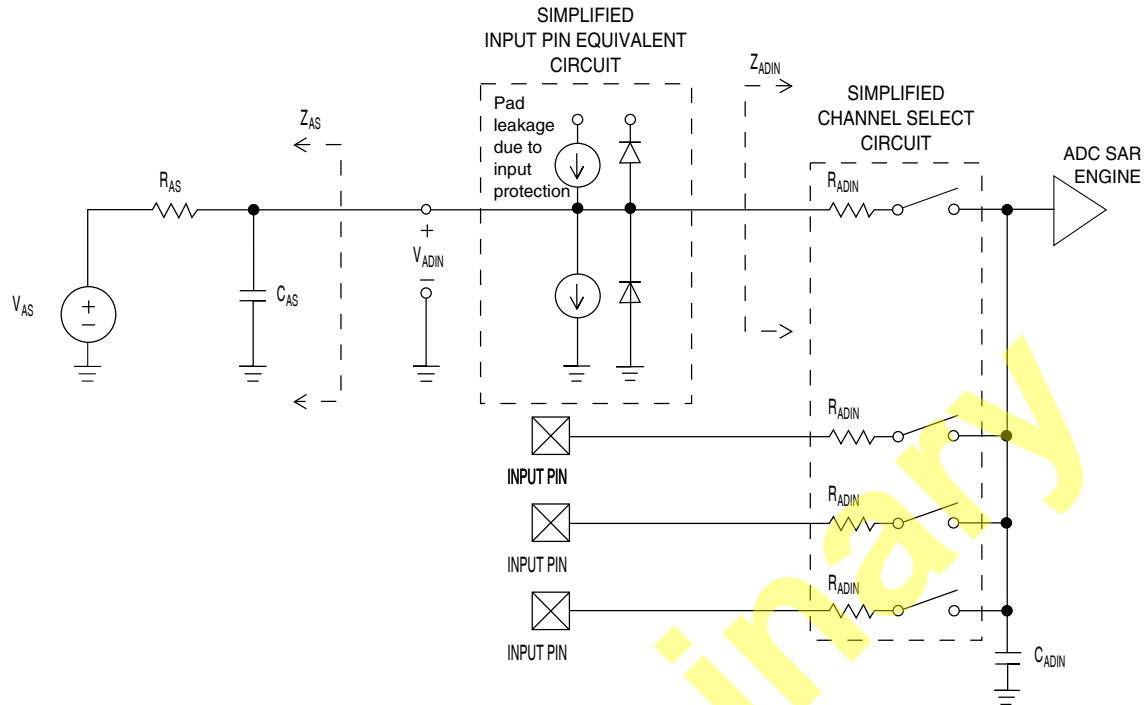 SIMPLIFIED
INPUT PIN EQUIVALENT
CIRCUIT
Pad
leakage
due to
input
protection
ZADIN
SIMPLIFIED
CHANNEL SELECT
CIRCUIT
ADC SAR
ENGINE
ZAS
RAS
RADIN
+
VADIN
–
CAS
VAS
+
–
RADIN
INPUT PIN
RADIN
INPUT PIN
RADIN
INPUT PIN
CADIN
inary